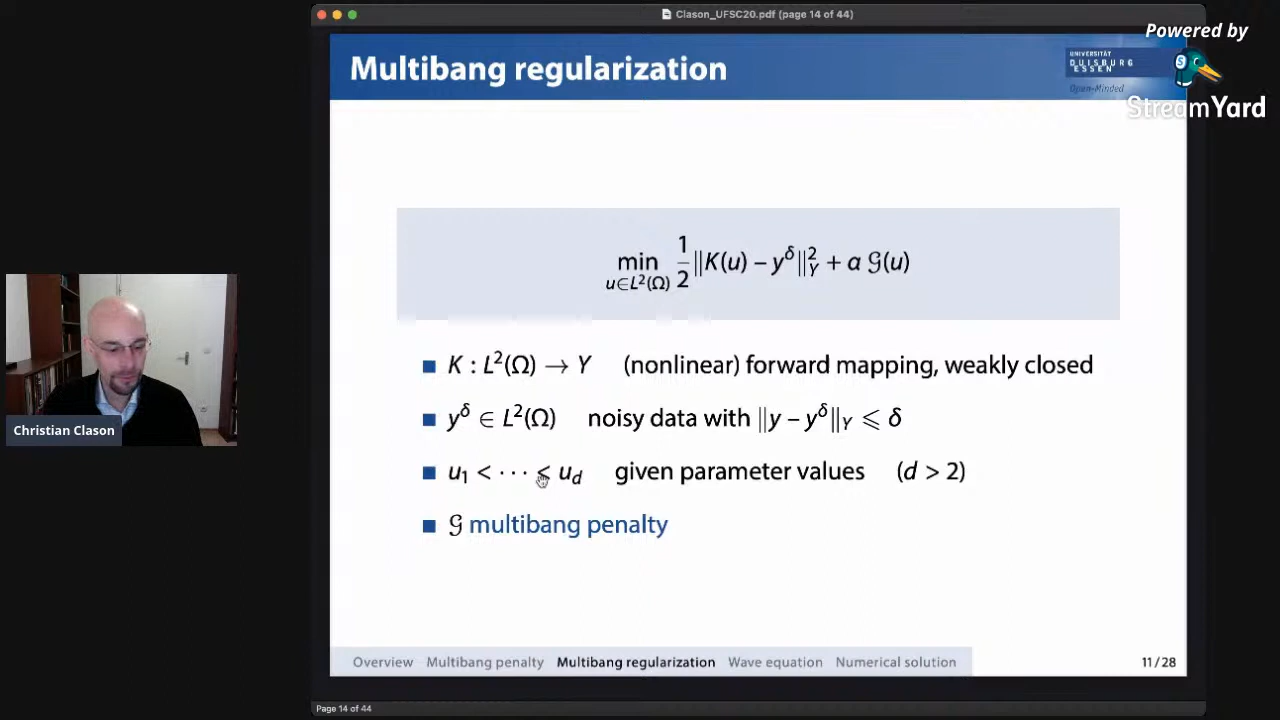 Clason_UFSC20.pdf (page 14 of 44)
Powered by
StreamYard
Multibang regularization
UNIVERSITÄT
DUISBURG
ESSEN
Open-Minded
min_{u∈L²(Ω)} 1/2 ‖K(u) – y^δ‖²_Y + α 𝒢(u)
■ K : L²(Ω) → Y (nonlinear) forward mapping, weakly closed
■ y^δ ∈ L²(Ω) noisy data with ‖y – y^δ‖_Y ⩽ δ
■ u₁ < ··· < u_d given parameter values (d > 2)
■ 𝒢 multibang penalty
Christian Clason
Overview Multibang penalty Multibang regularization Wave equation Numerical solution 11 / 28
Page 14 of 44